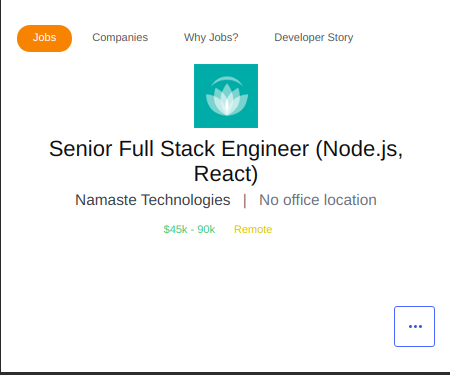 Jobs Companies Why Jobs? Developer Story
Senior Full Stack Engineer (Node.js,
React)
Namaste Technologies | No office location
$45k - 90k Remote